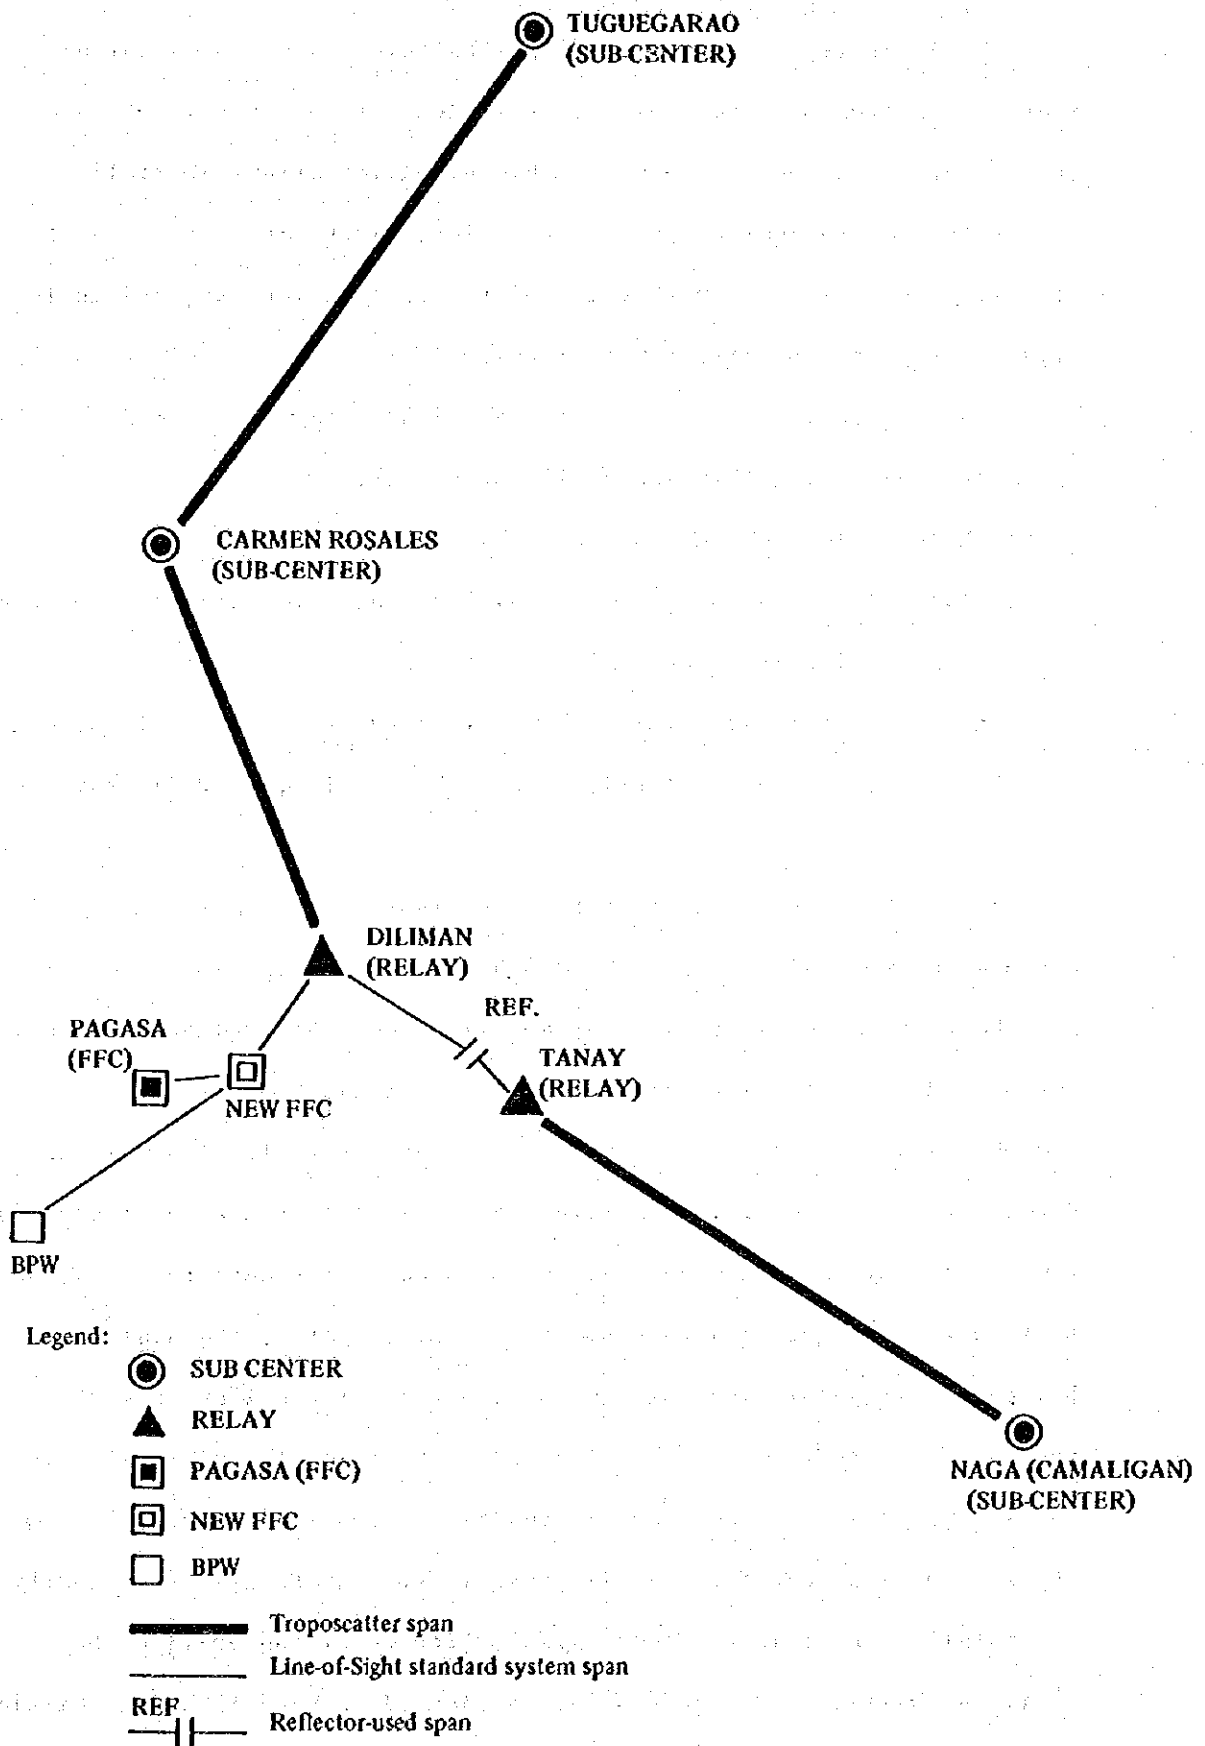 TUGUEGARAO
(SUB-CENTER)
CARMEN ROSALES
(SUB-CENTER)
DILIMAN
(RELAY)
REF.
PAGASA
(FFC)
TANAY
(RELAY)
NEW FFC
BPW
NAGA (CAMALIGAN)
(SUB-CENTER)
Legend:
SUB CENTER
RELAY
PAGASA (FFC)
NEW FFC
BPW
Troposcatter span
Line-of-Sight standard system span
REF
Reflector-used span